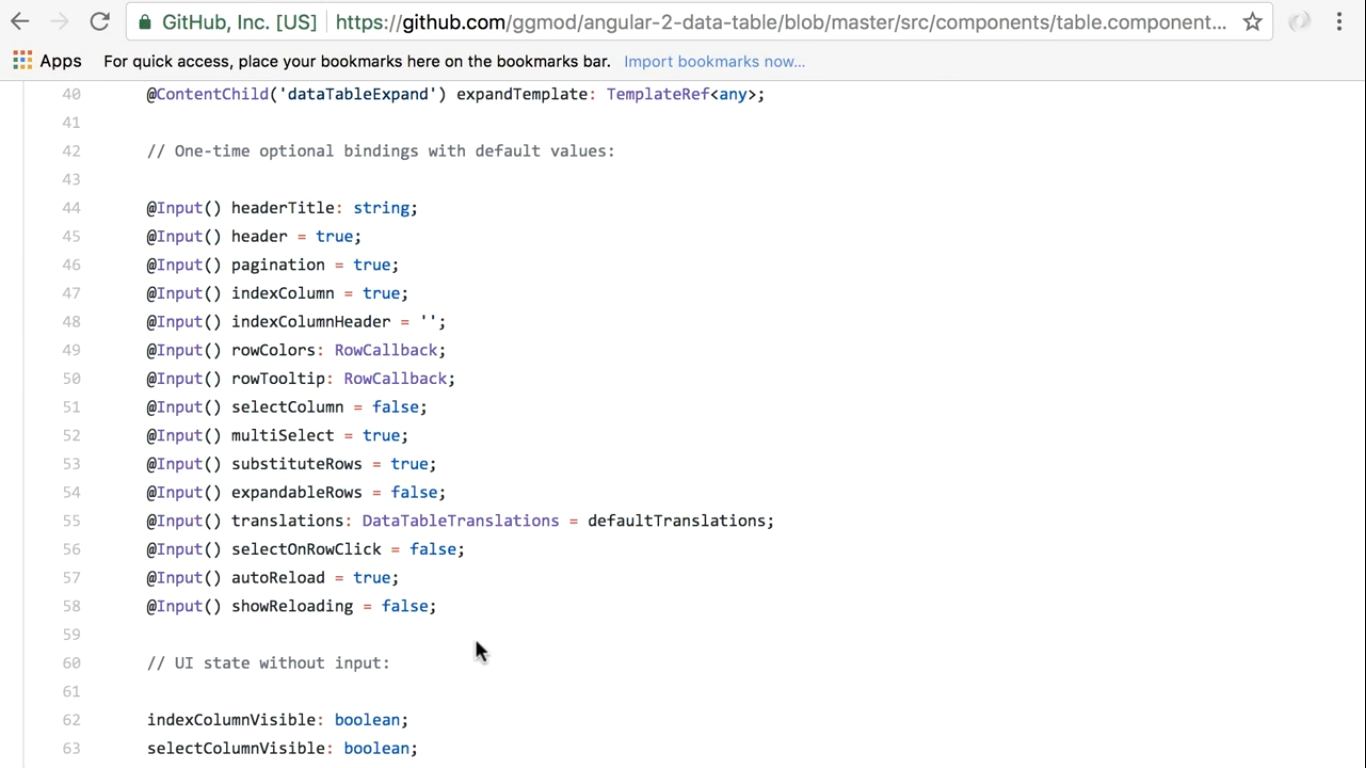 GitHub, Inc. [US] https://github.com/ggmod/angular-2-data-table/blob/master/src/components/table.component...
Apps For quick access, place your bookmarks here on the bookmarks bar. Import bookmarks now...
40 @ContentChild('dataTableExpand') expandTemplate: TemplateRef<any>;
41
42 // One-time optional bindings with default values:
43
44 @Input() headerTitle: string;
45 @Input() header = true;
46 @Input() pagination = true;
47 @Input() indexColumn = true;
48 @Input() indexColumnHeader = '';
49 @Input() rowColors: RowCallback;
50 @Input() rowTooltip: RowCallback;
51 @Input() selectColumn = false;
52 @Input() multiSelect = true;
53 @Input() substituteRows = true;
54 @Input() expandableRows = false;
55 @Input() translations: DataTableTranslations = defaultTranslations;
56 @Input() selectOnRowClick = false;
57 @Input() autoReload = true;
58 @Input() showReloading = false;
59
60 // UI state without input:
61
62 indexColumnVisible: boolean;
63 selectColumnVisible: boolean;